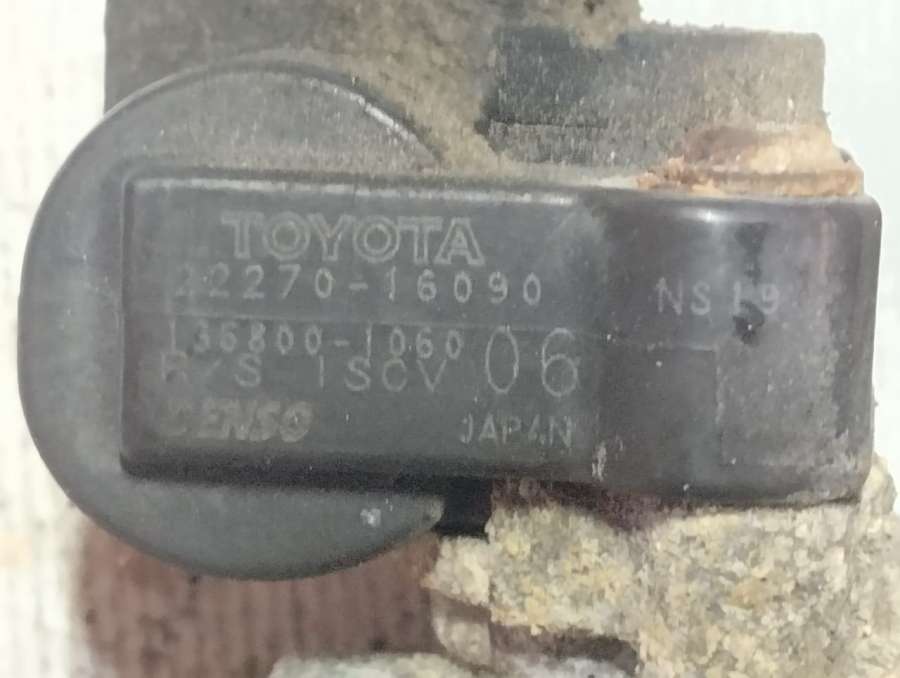 TOYOTA
22270-16090
NS19
136800-1060 06
R/S ISCV
DENSO JAPAN